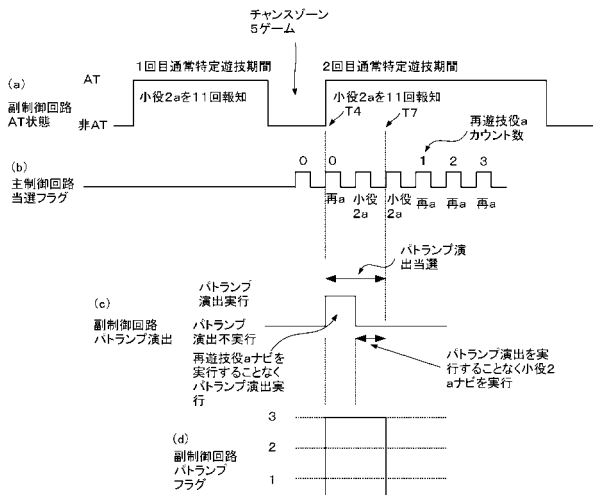 チャンスゾーン
5ゲーム
(a)
AT
1回目通常特定遊技期間
2回目通常特定遊技期間
副制御回路
AT状態
小役2aを11回報知
小役2aを11回報知
非AT
T4
T7
再遊技役a
カウント数
(b)
主制御回路
当選フラグ
0
0
1
2
3
再a
小役
2a
小役
2a
再a
再a
再a
パトランプ演
出当選
パトランプ
演出実行
(c)
副制御回路
パトランプ演出
パトランプ
演出不実行
再遊技役aナビを
実行することなく
パトランプ演出実
行
パトランプ演出を実
行することなく小役2
aナビを実行
(d)
副制御回路
パトランプ
フラグ
3
2
1